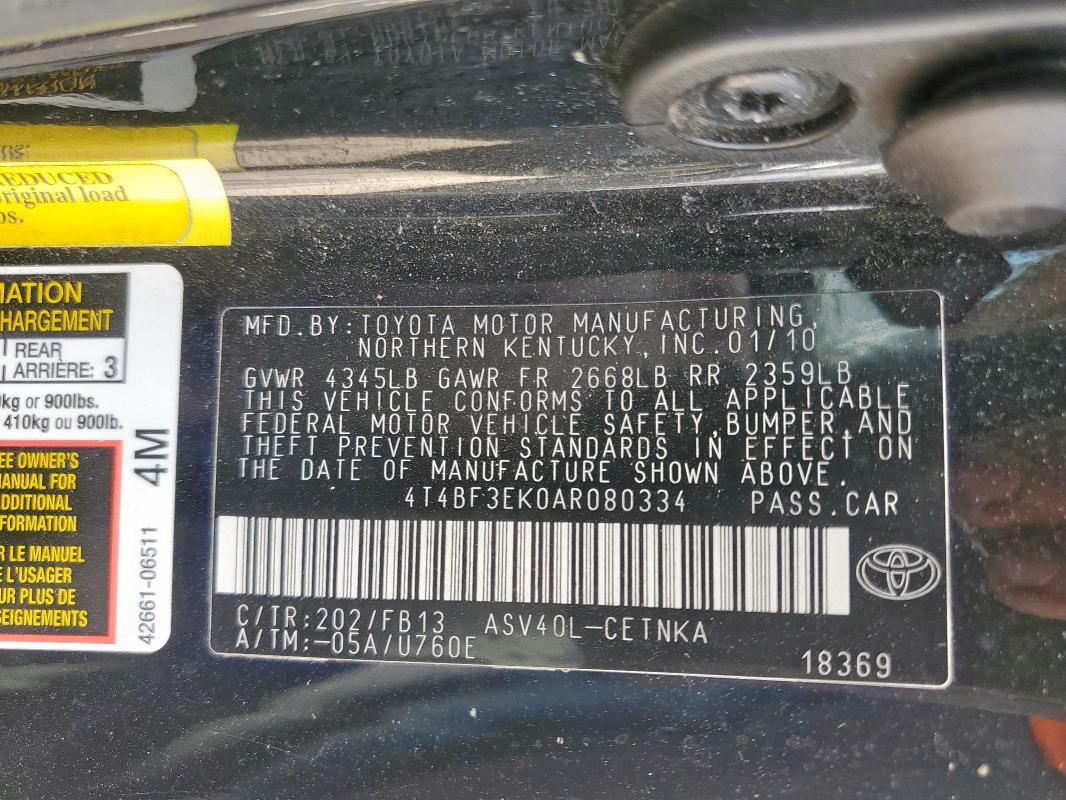 REDUCED
original load
MATION
HARGEMENT
REAR
ARRIÈRE: 3
kg or 900lbs.
410kg ou 900lb.
EE OWNER'S
MANUAL FOR
ADDITIONAL
FORMATION
R LE MANUEL
L'USAGER
UR PLUS DE
SEIGNEMENTS
42661-06511 4M
MFD.BY:TOYOTA MOTOR MANUFACTURING,
NORTHERN KENTUCKY, INC.01/10
GVWR 4345LB GAWR FR 2668LB RR 2359LB
THIS VEHICLE CONFORMS TO ALL APPLICABLE
FEDERAL MOTOR VEHICLE SAFETY,BUMPER,AND
THEFT PREVENTION STANDARDS IN EFFECT ON
THE DATE OF MANUFACTURE SHOWN ABOVE.
4T4BF3EK0AR080334 PASS.CAR
C/TR:202/FB13 ASV40L-CETNKA
A/TM:-05A/U760E
18369